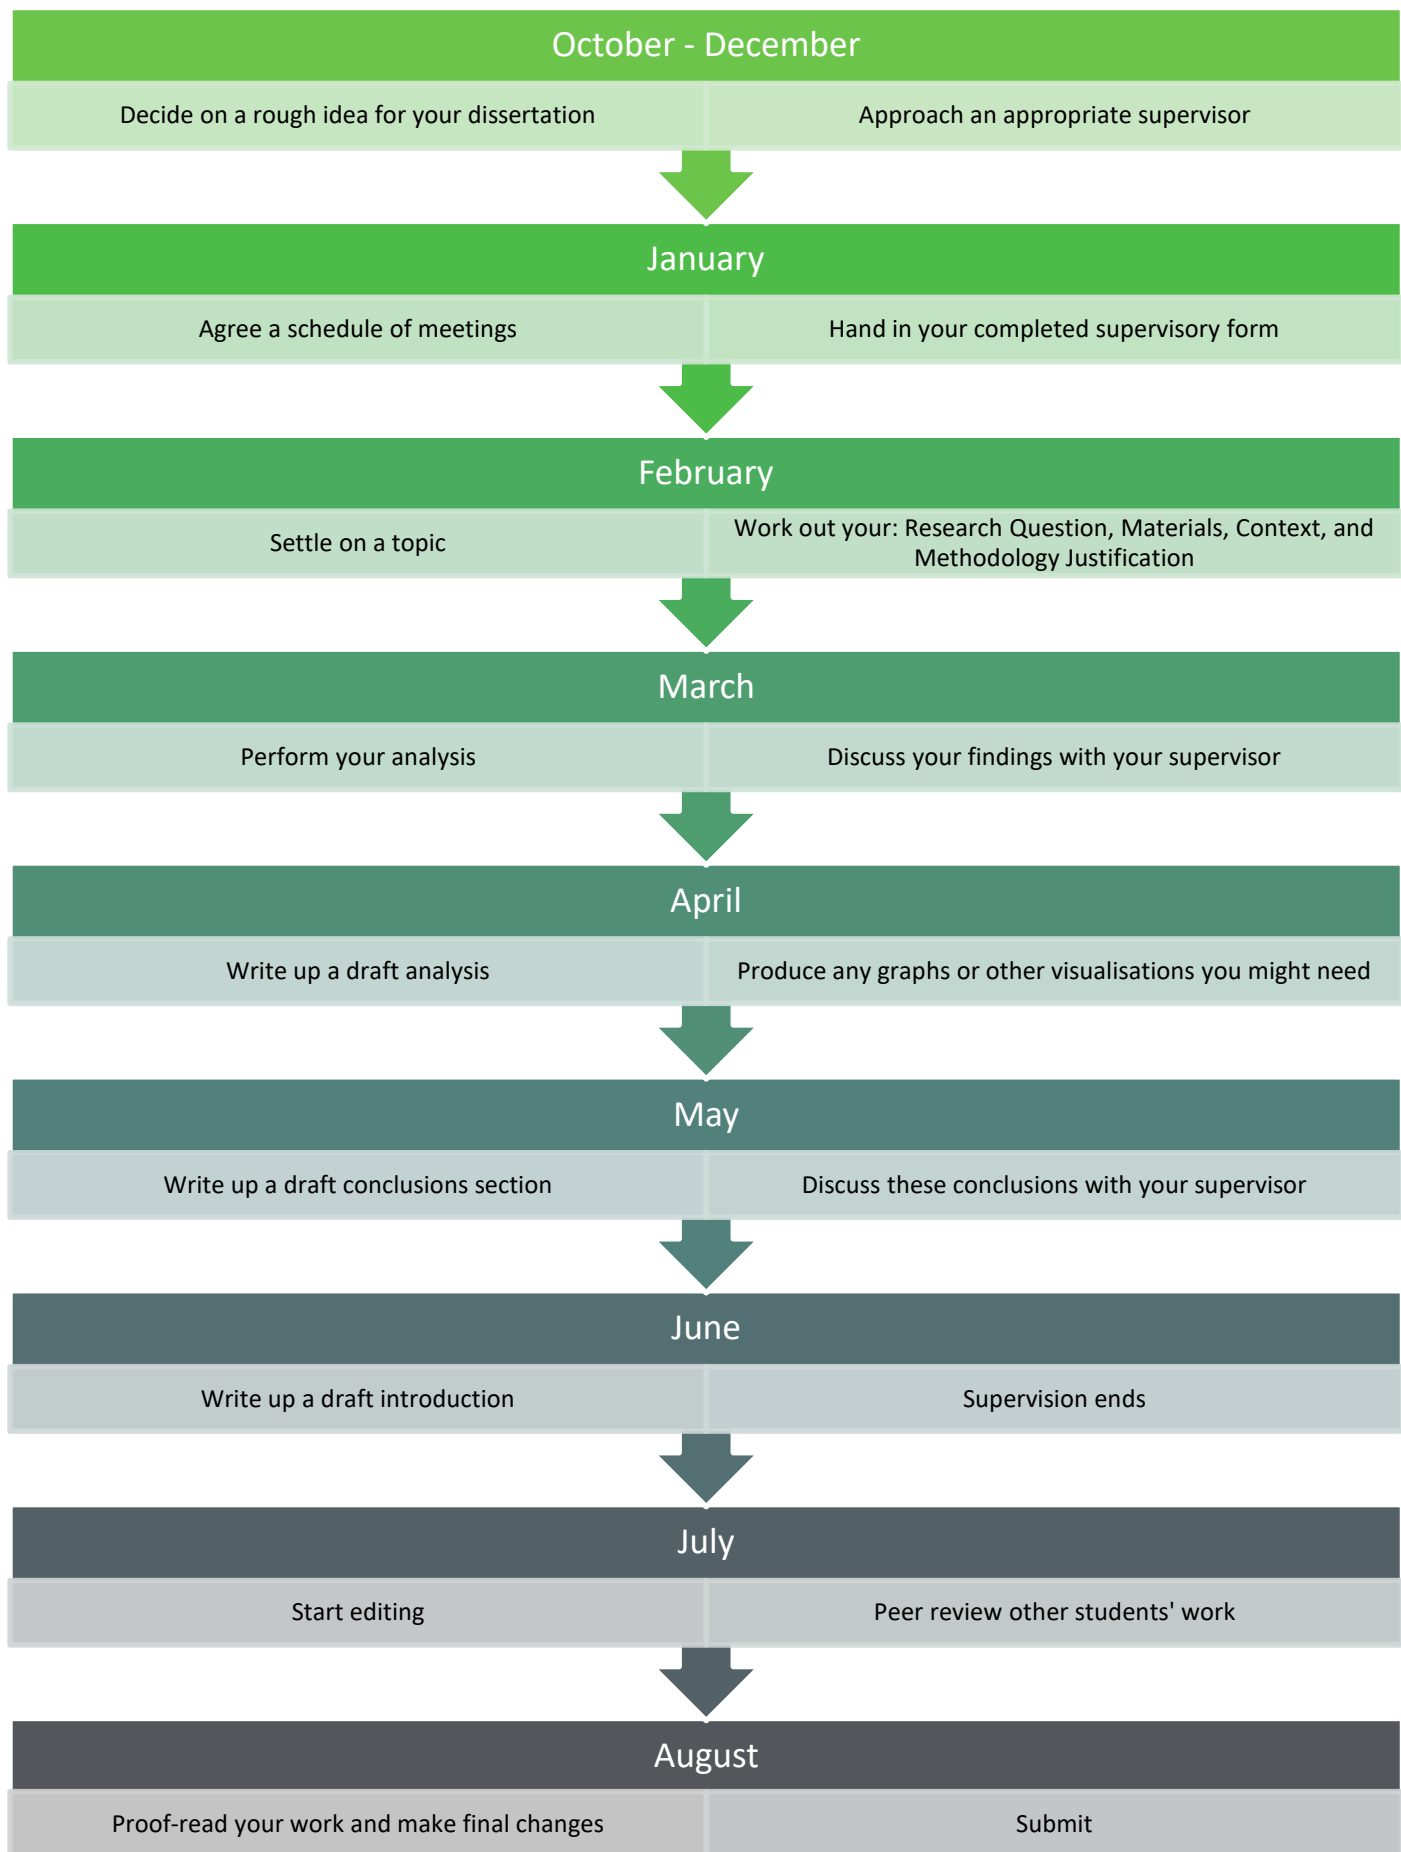 October - December
Decide on a rough idea for your dissertation
Approach an appropriate supervisor
January
Agree a schedule of meetings
Hand in your completed supervisory form
February
Settle on a topic
Work out your: Research Question, Materials, Context, and
Methodology Justification
March
Perform your analysis
Discuss your findings with your supervisor
April
Write up a draft analysis
Produce any graphs or other visualisations you might need
May
Write up a draft conclusions section
Discuss these conclusions with your supervisor
June
Write up a draft introduction
Supervision ends
July
Start editing
Peer review other students' work
August
Proof-read your work and make final changes
Submit